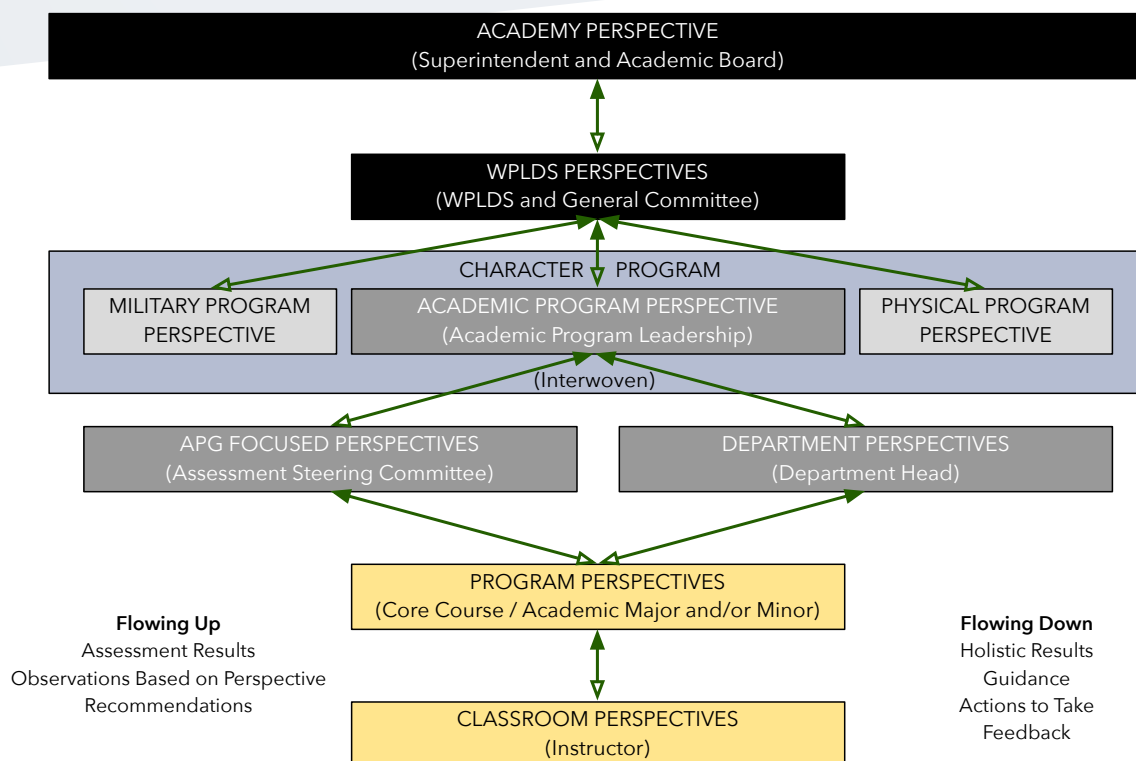 ACADEMY PERSPECTIVE
(Superintendent and Academic Board)
WPLDS PERSPECTIVES
(WPLDS and General Committee)
CHARACTER PROGRAM
MILITARY PROGRAM
PERSPECTIVE
ACADEMIC PROGRAM PERSPECTIVE
(Academic Program Leadership)
PHYSICAL PROGRAM
PERSPECTIVE
(Interwoven)
APG FOCUSED PERSPECTIVES
(Assessment Steering Committee)
DEPARTMENT PERSPECTIVES
(Department Head)
PROGRAM PERSPECTIVES
(Core Course / Academic Major and/or Minor)
Flowing Up
Assessment Results
Observations Based on Perspective
Recommendations
Flowing Down
Holistic Results
Guidance
Actions to Take
Feedback
CLASSROOM PERSPECTIVES
(Instructor)